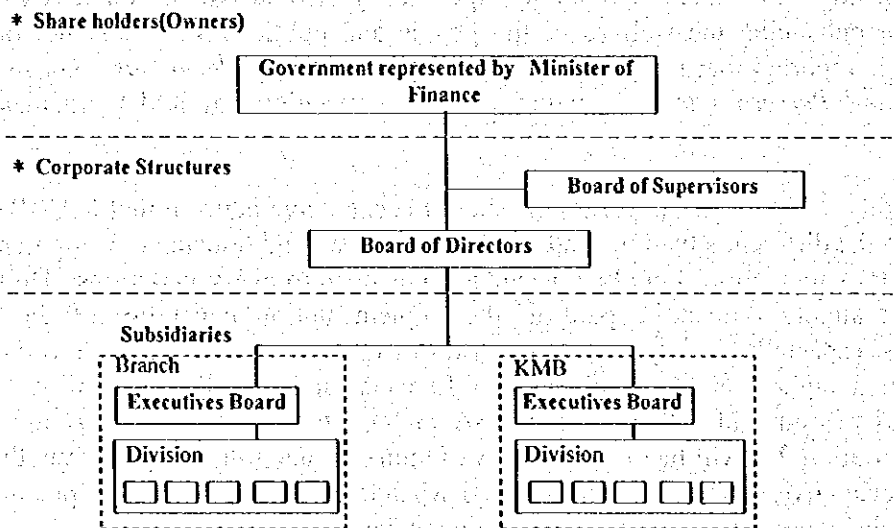 * Share holders(Owners)
Government represented by Minister of
Finance
* Corporate Structures
Board of Supervisors
Board of Directors
Subsidiaries
Branch
KMB
Executives Board
Executives Board
Division
Division